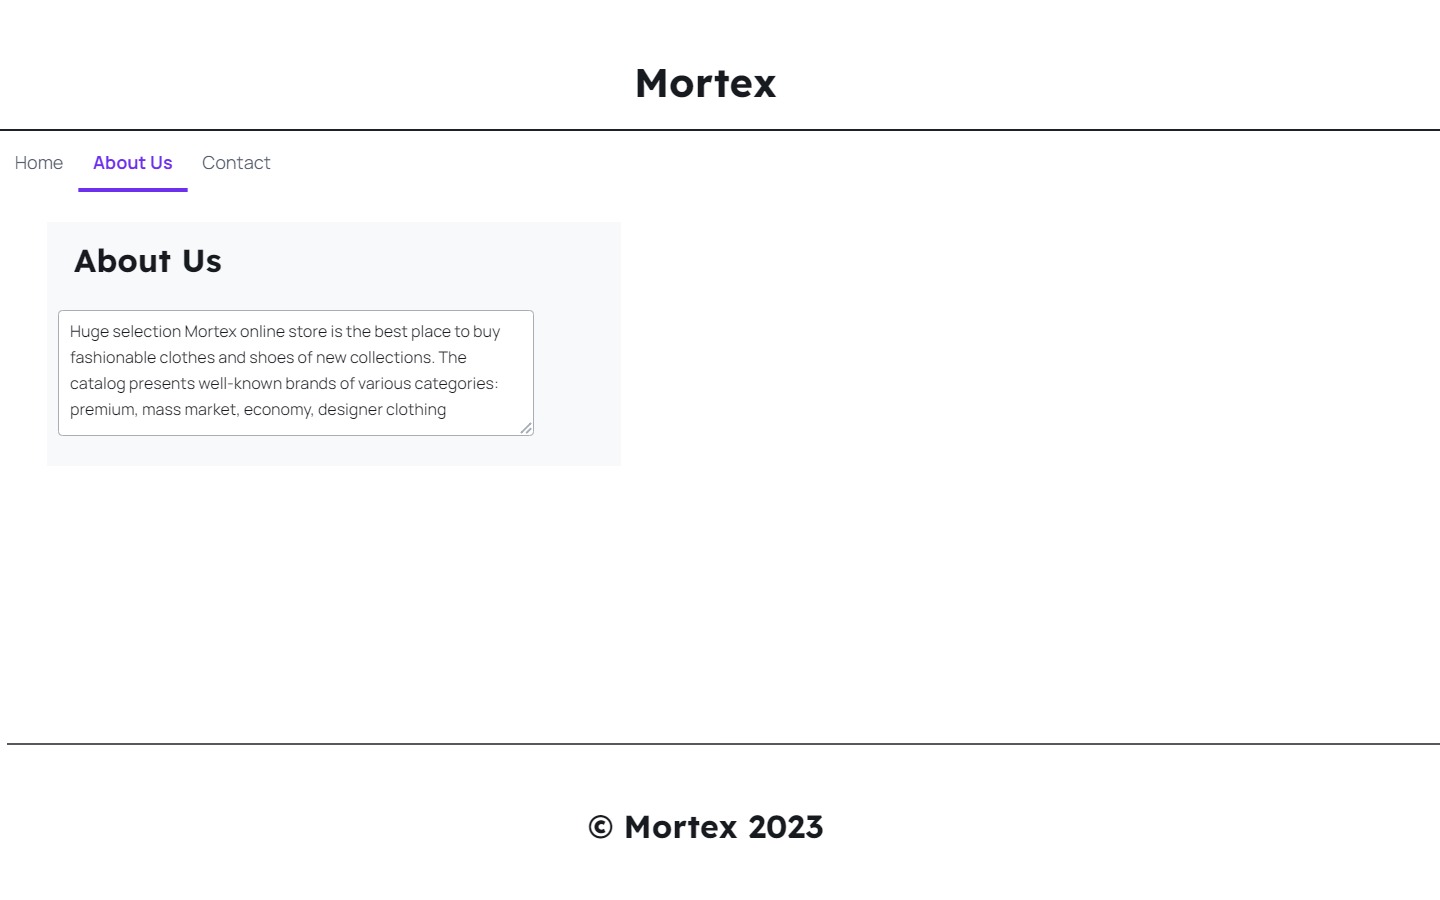 Mortex
Home About Us Contact
About Us
Huge selection Mortex online store is the best place to buy
fashionable clothes and shoes of new collections. The
catalog presents well-known brands of various categories:
premium, mass market, economy, designer clothing
© Mortex 2023